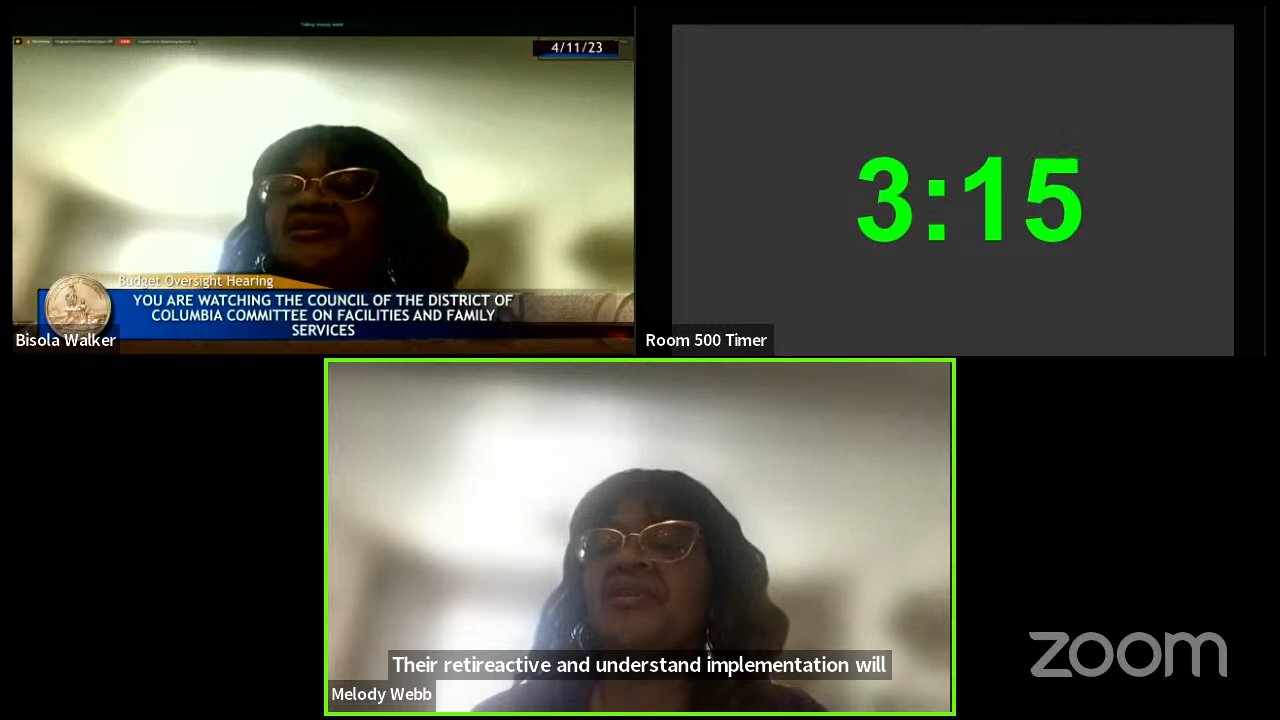 4/11/23
Budget Oversight Hearing
YOU ARE WATCHING THE COUNCIL OF THE DISTRICT OF
COLUMBIA COMMITTEE ON FACILITIES AND FAMILY
SERVICES
Bisola Walker
3:15
Room 500 Timer
Their retireactive and understand implementation will
Melody Webb
zoom